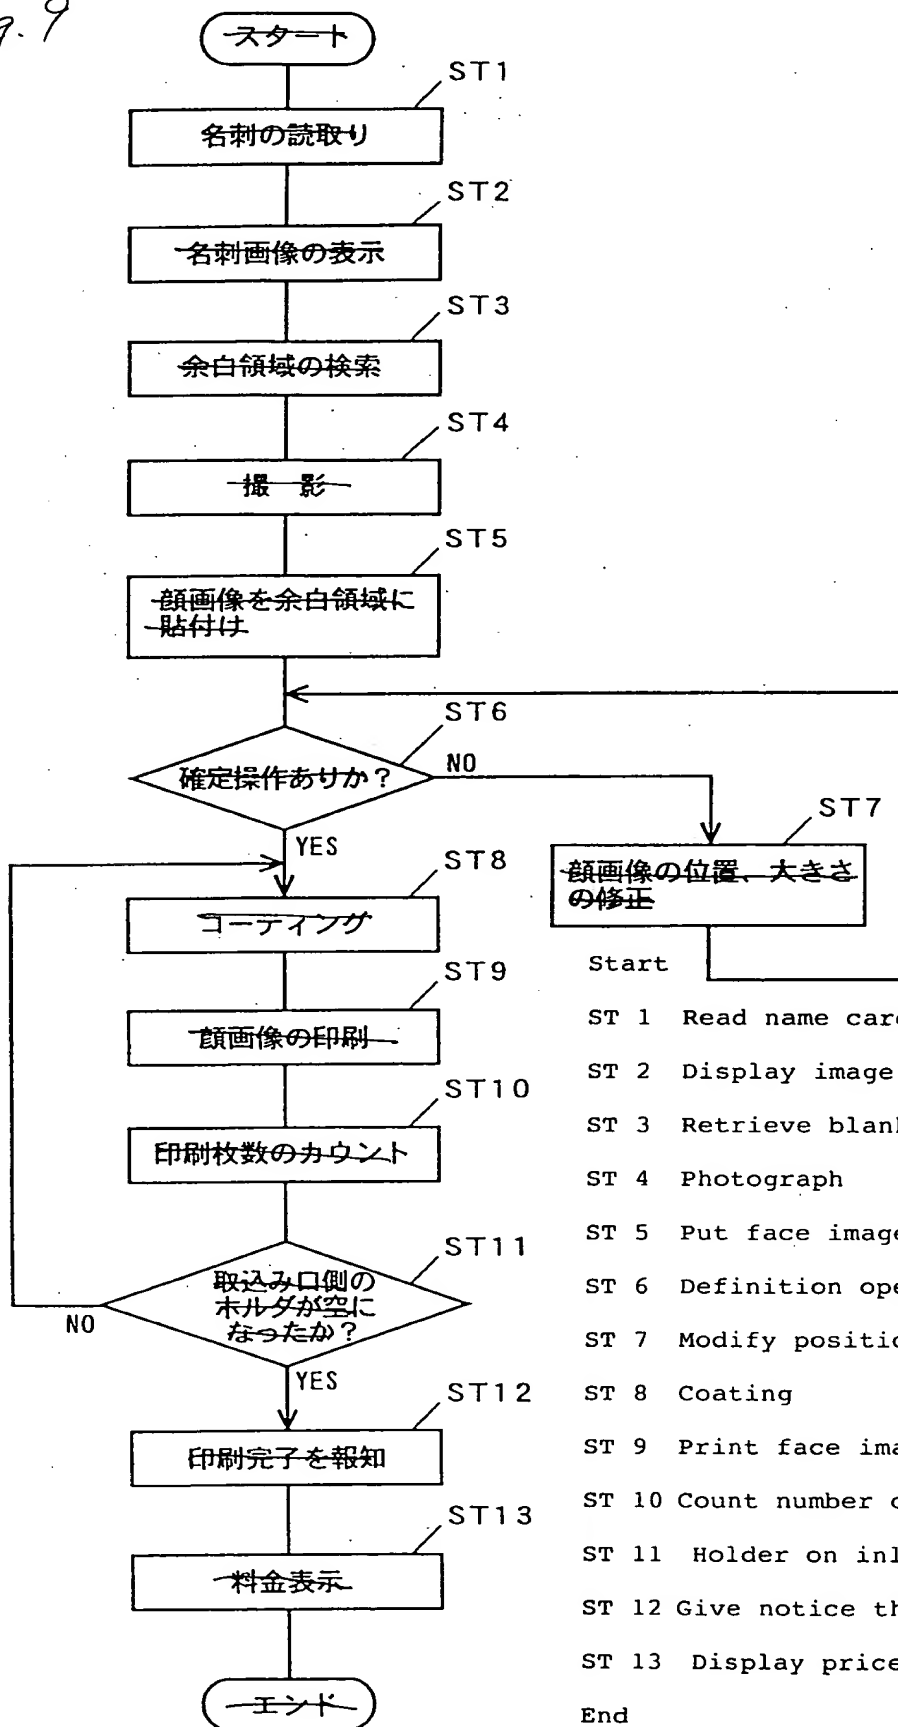 g. 9
スタート
ST1
名刺の読取り
ST2
名刺画像の表示
ST3
余白領域の検索
ST4
撮 影
ST5
顔画像を余白領域に
貼付け
ST6
確定操作ありか?
NO
YES
ST7
顔画像の位置、大きさ
の修正
ST8
コーティング
ST9
顔画像の印刷
ST10
印刷枚数のカウント
ST11
取込み口側の
ホルダが空に
なったか?
NO
YES
ST12
印刷完了を報知
ST13
料金表示
エンド
Start
ST 1 Read name car
ST 2 Display image
ST 3 Retrieve blan
ST 4 Photograph
ST 5 Put face image
ST 6 Definition ope
ST 7 Modify positio
ST 8 Coating
ST 9 Print face ima
ST 10 Count number
ST 11 Holder on inl
ST 12 Give notice th
ST 13 Display price
End